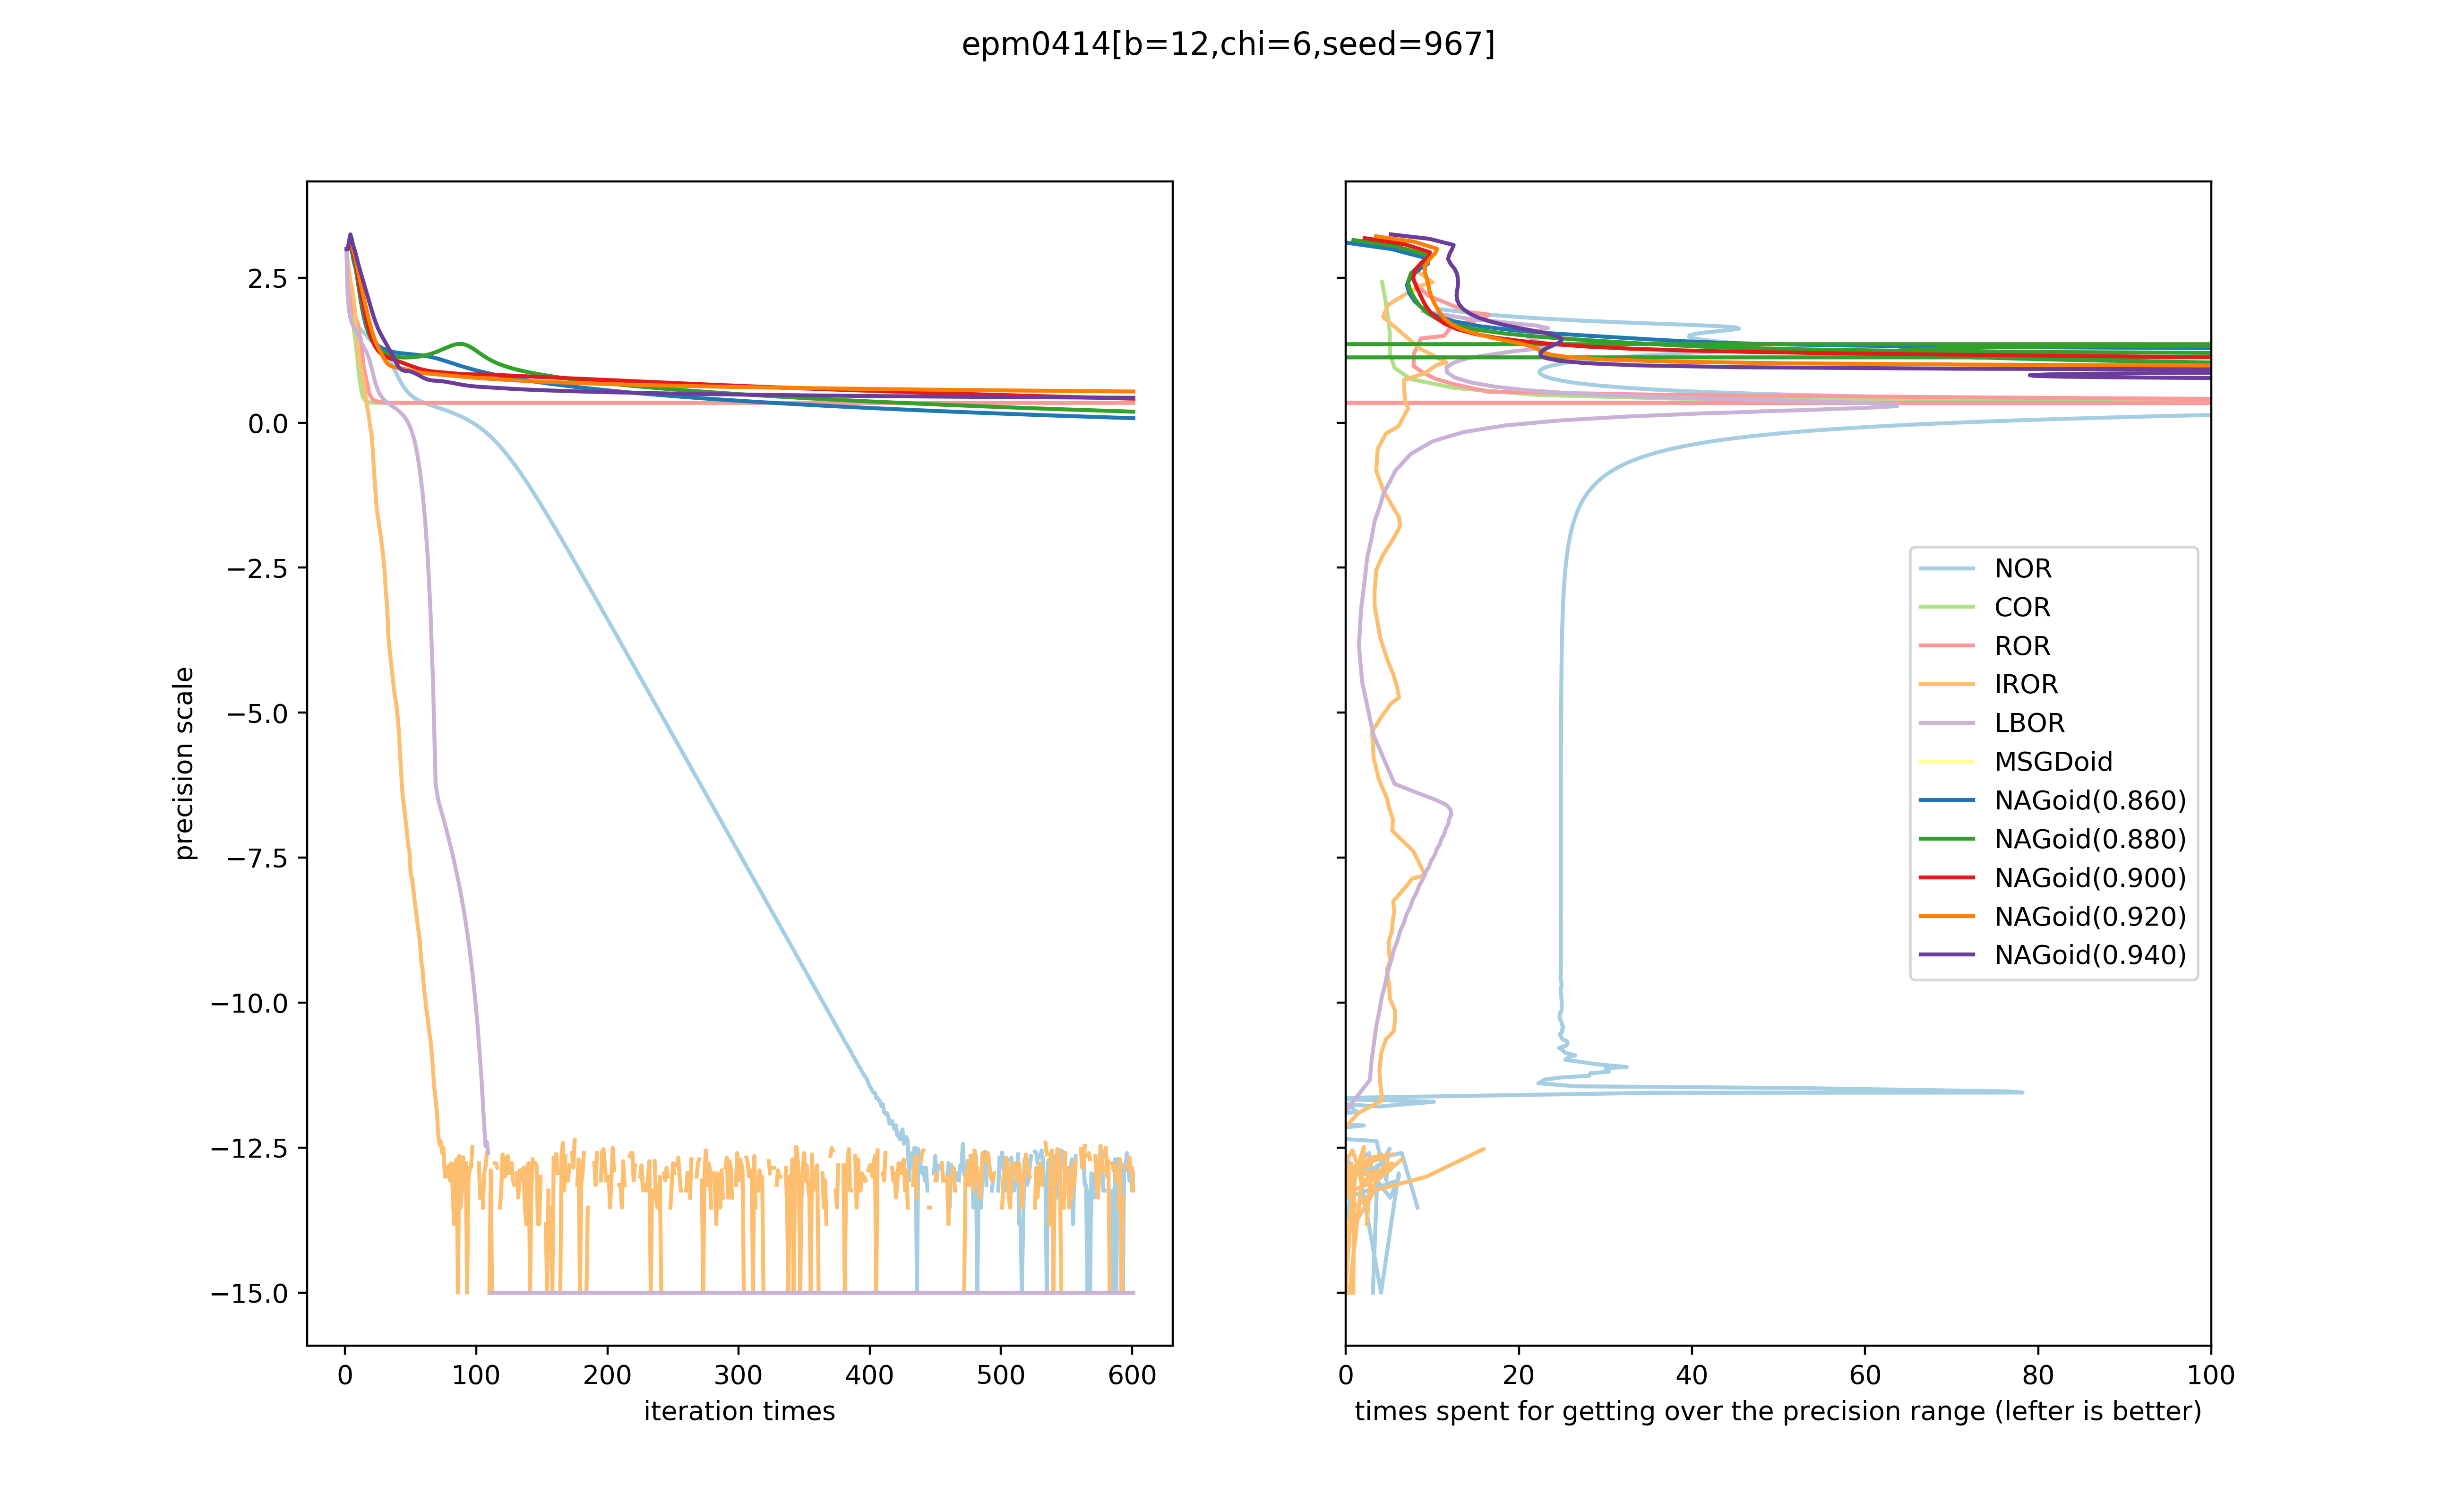 epm0414[b=12,chi=6,seed=967]
precision scale
2.5
0.0
−2.5
−5.0
−7.5
−10.0
−12.5
−15.0
0 100 200 300 400 500 600
iteration times
NOR
COR
ROR
IROR
LBOR
MSGDoid
NAGoid(0.860)
NAGoid(0.880)
NAGoid(0.900)
NAGoid(0.920)
NAGoid(0.940)
0 20 40 60 80 100
times spent for getting over the precision range (lefter is better)